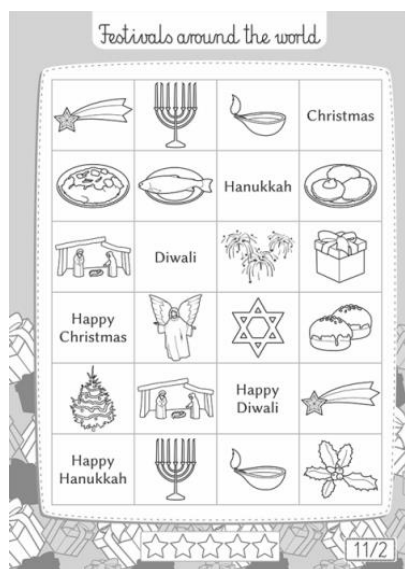 Festivals around the world
Christmas
Hanukkah
Diwali
Happy
Christmas
Happy
Diwali
Happy
Hanukkah
11/2